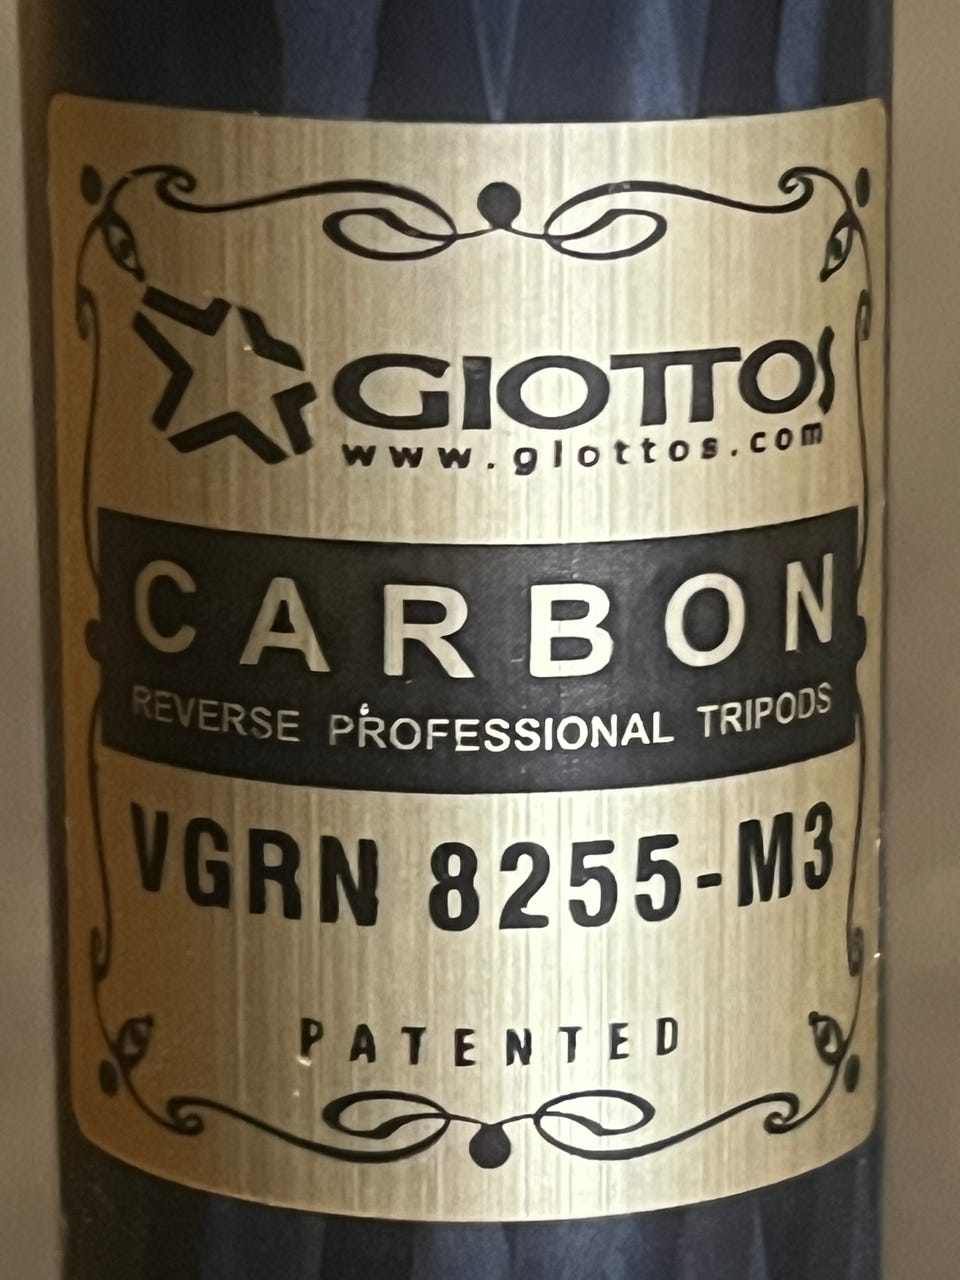 GIOTTOS
www.giottos.com
CARBON
REVERSE PROFESSIONAL TRIPODS
VGRN 8255-M3
PATENTED